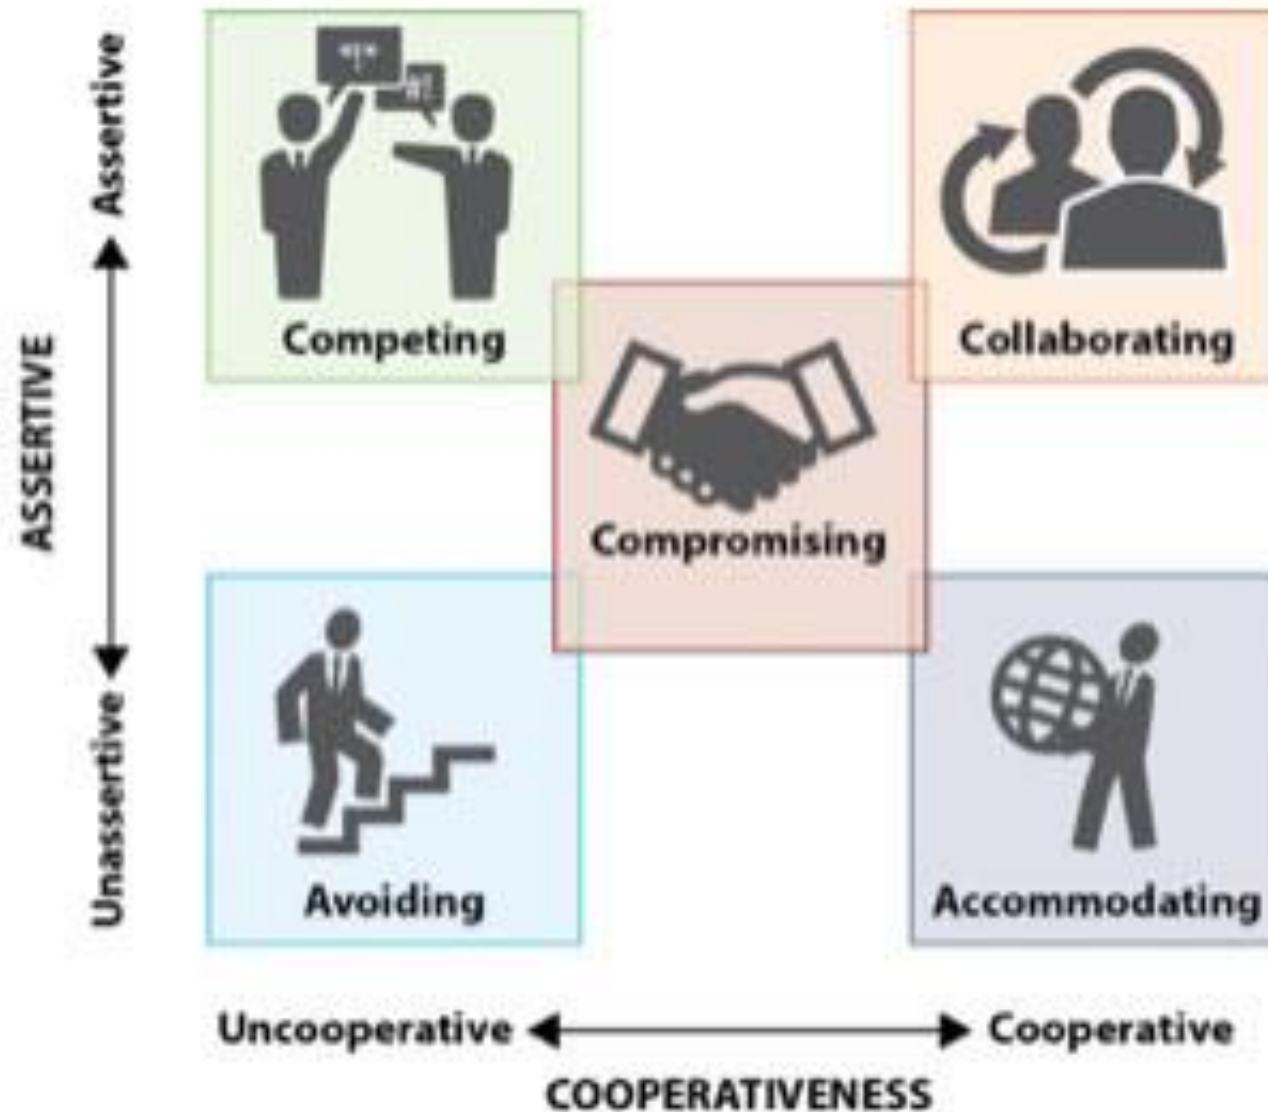 Assertive
ASSERTIVE
Unassertive
Competing
Collaborating
Compromising
Avoiding
Accommodating
Uncooperative
Cooperative
COOPERATIVENESS